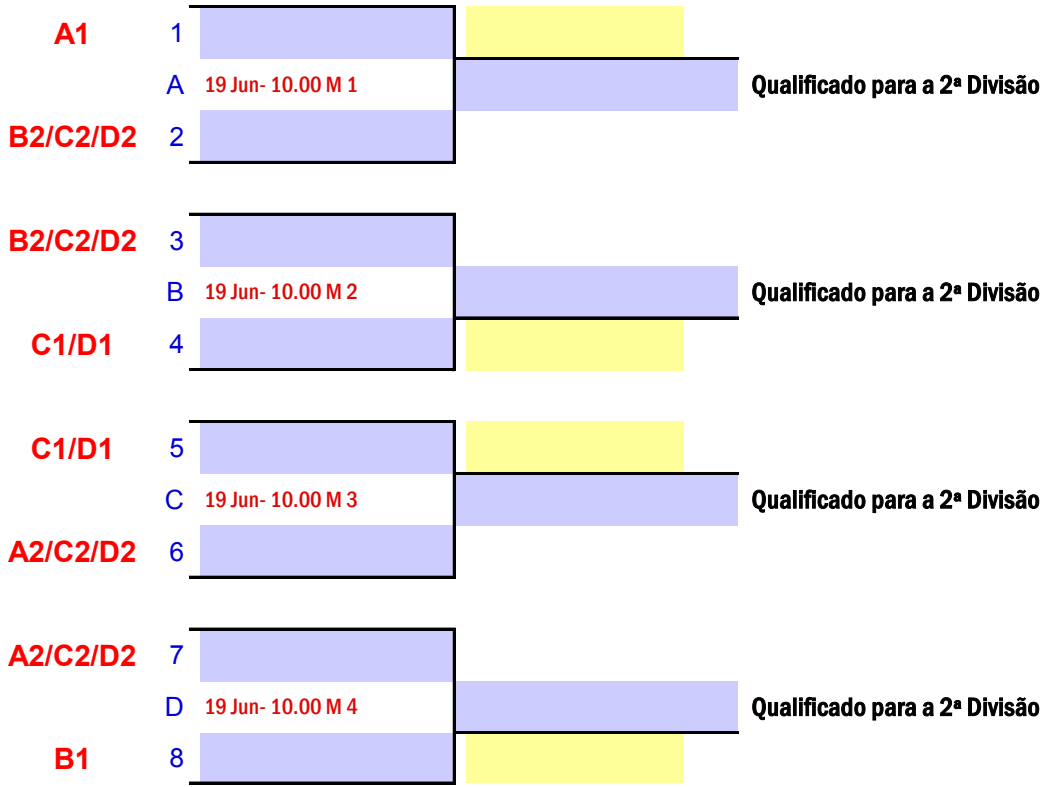 A1 1
A 19 Jun- 10.00 M 1 Qualificado para a 2ª Divisão
B2/C2/D2 2
B2/C2/D2 3
B 19 Jun- 10.00 M 2 Qualificado para a 2ª Divisão
C1/D1 4
C1/D1 5
C 19 Jun- 10.00 M 3 Qualificado para a 2ª Divisão
A2/C2/D2 6
A2/C2/D2 7
D 19 Jun- 10.00 M 4 Qualificado para a 2ª Divisão
B1 8